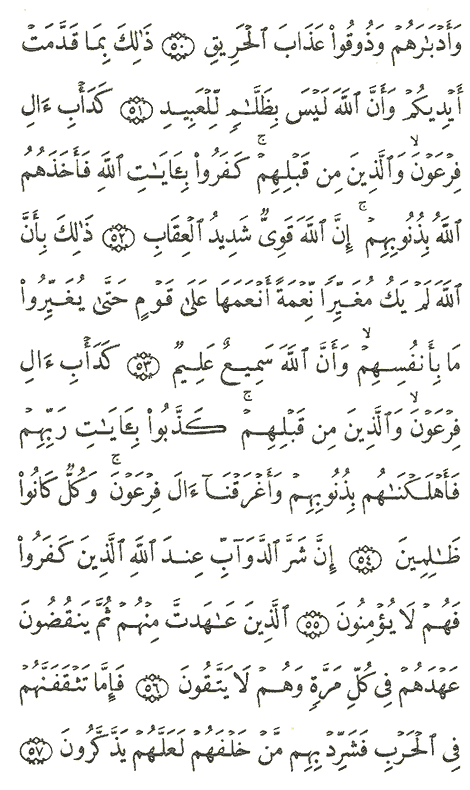 وَأَدْبَٰرَهُمْ وَذُوقُوا۟ عَذَابَ ٱلْحَرِيقِ ۝٥٠ ذَٰلِكَ بِمَا قَدَّمَتْ
أَيْدِيكُمْ وَأَنَّ ٱللَّهَ لَيْسَ بِظَلَّٰمٍ لِّلْعَبِيدِ ۝٥١ كَدَأْبِ ءَالِ
فِرْعَوْنَ ۙ وَٱلَّذِينَ مِن قَبْلِهِمْ ۚ كَفَرُوا۟ بِـَٔايَٰتِ ٱللَّهِ فَأَخَذَهُمُ
ٱللَّهُ بِذُنُوبِهِمْ ۚ إِنَّ ٱللَّهَ قَوِىٌّ شَدِيدُ ٱلْعِقَابِ ۝٥٢ ذَٰلِكَ بِأَنَّ
ٱللَّهَ لَمْ يَكُ مُغَيِّرًا نِّعْمَةً أَنْعَمَهَا عَلَىٰ قَوْمٍ حَتَّىٰ يُغَيِّرُوا۟
مَا بِأَنفُسِهِمْ ۙ وَأَنَّ ٱللَّهَ سَمِيعٌ عَلِيمٌ ۝٥٣ كَدَأْبِ ءَالِ
فِرْعَوْنَ ۙ وَٱلَّذِينَ مِن قَبْلِهِمْ ۚ كَذَّبُوا۟ بِـَٔايَٰتِ رَبِّهِمْ
فَأَهْلَكْنَٰهُم بِذُنُوبِهِمْ وَأَغْرَقْنَآ ءَالَ فِرْعَوْنَ ۚ وَكُلٌّ كَانُوا۟
ظَٰلِمِينَ ۝٥٤ إِنَّ شَرَّ ٱلدَّوَآبِّ عِندَ ٱللَّهِ ٱلَّذِينَ كَفَرُوا۟
فَهُمْ لَا يُؤْمِنُونَ ۝٥٥ ٱلَّذِينَ عَٰهَدتَّ مِنْهُمْ ثُمَّ يَنقُضُونَ
عَهْدَهُمْ فِى كُلِّ مَرَّةٍ وَهُمْ لَا يَتَّقُونَ ۝٥٦ فَإِمَّا تَثْقَفَنَّهُمْ
فِى ٱلْحَرْبِ فَشَرِّدْ بِهِم مَّنْ خَلْفَهُمْ لَعَلَّهُمْ يَذَّكَّرُونَ ۝٥٧